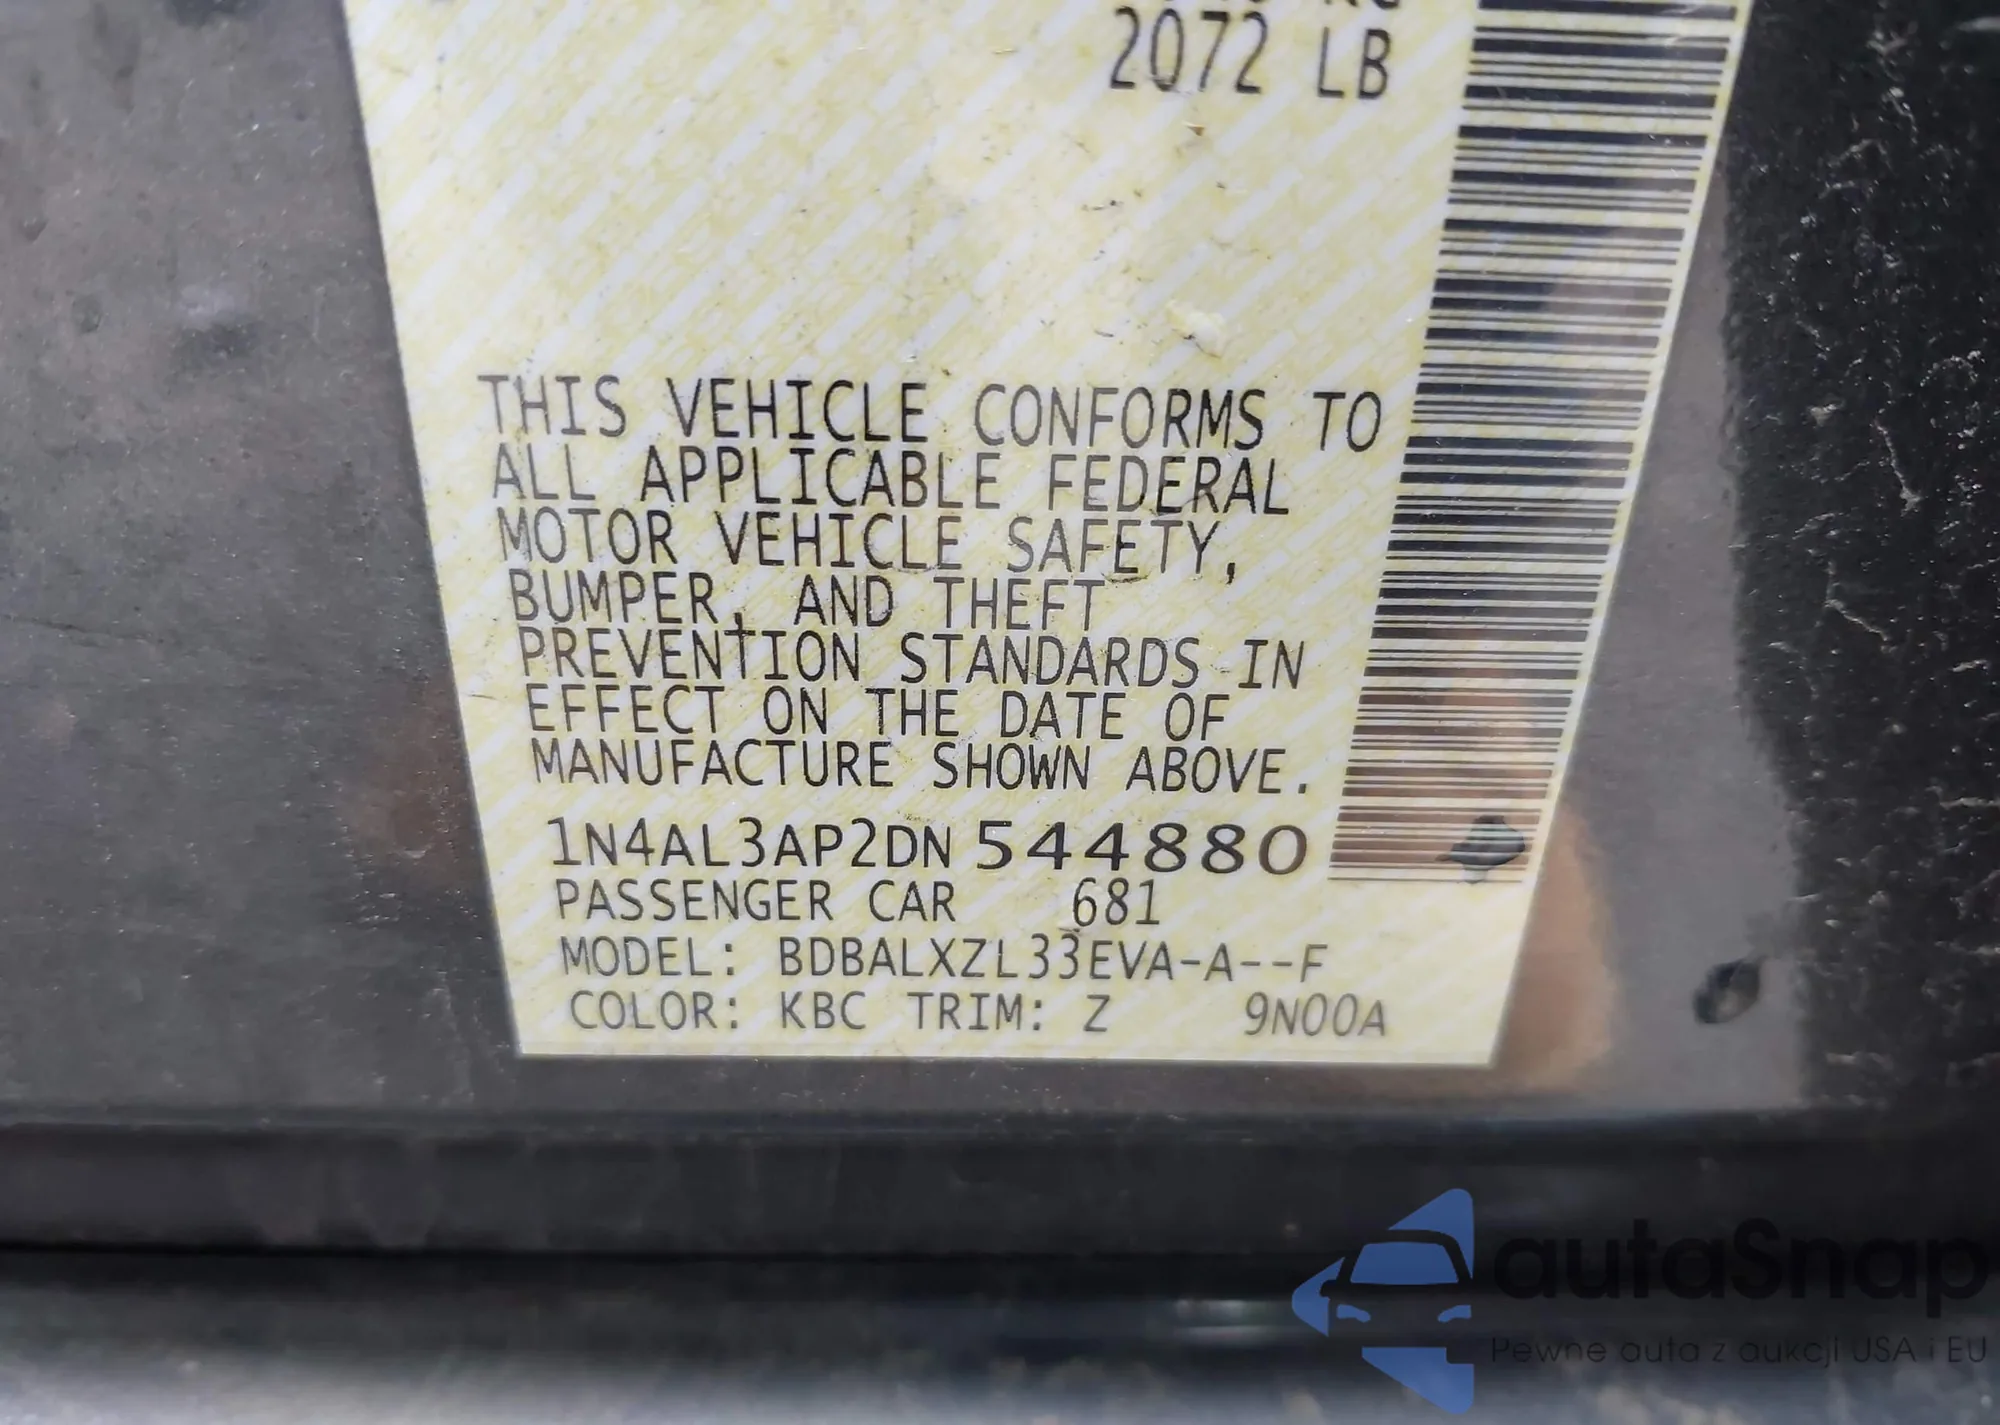 2072 LB
THIS VEHICLE CONFORMS TO
ALL APPLICABLE FEDERAL
MOTOR VEHICLE SAFETY,
BUMPER, AND THEFT
PREVENTION STANDARDS IN
EFFECT ON THE DATE OF
MANUFACTURE SHOWN ABOVE.
1N4AL3AP2DN 544880
PASSENGER CAR 681
MODEL: BDBALXZL33EVA-A--F
COLOR: KBC TRIM: Z 9N00A
autaSnap
Pewne auta z aukcji USA i EU